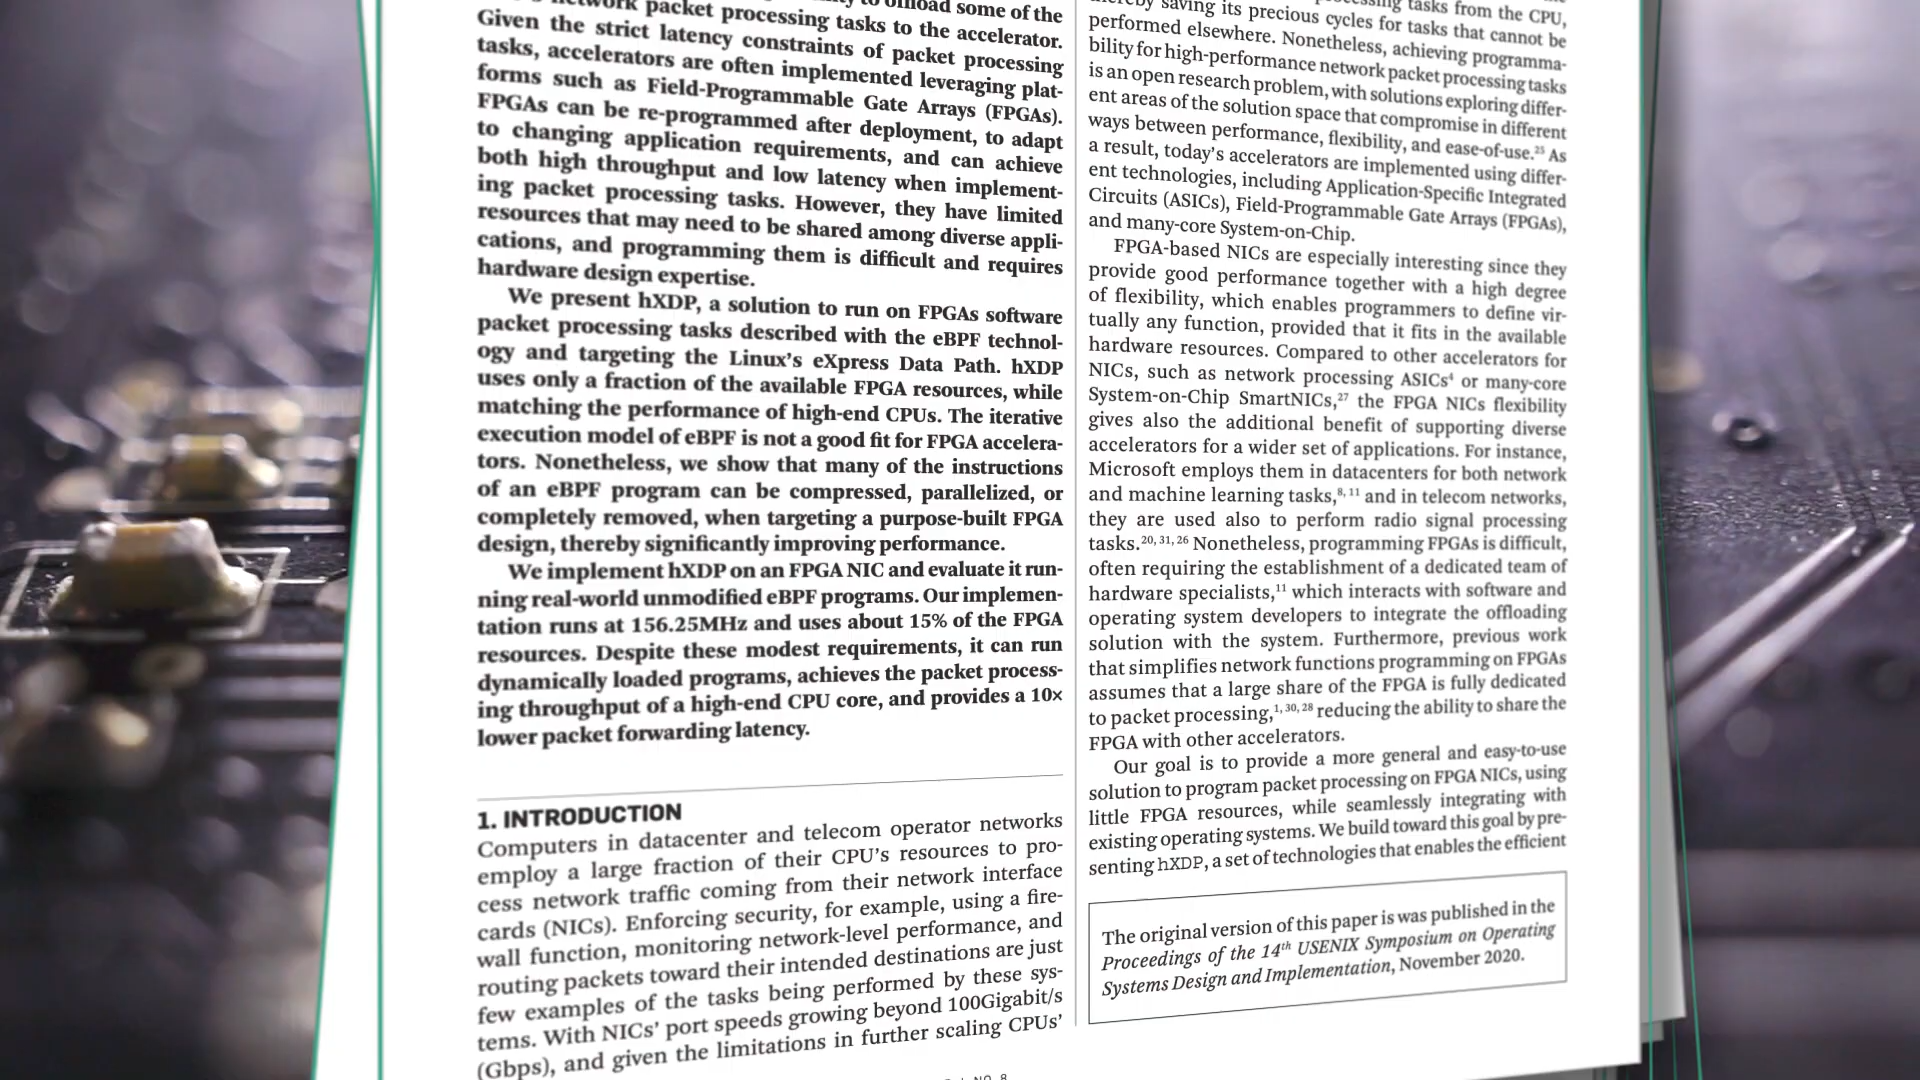 network packet processing tasks to the accelerator.
Given the strict latency constraints of packet processing
tasks, accelerators are often implemented leveraging plat-
forms such as Field-Programmable Gate Arrays (FPGAs).
FPGAs can be re-programmed after deployment, to adapt
to changing application requirements, and can achieve
both high throughput and low latency when implement-
ing packet processing tasks. However, they have limited
resources that may need to be shared among diverse appli-
cations, and programming them is difficult and requires
hardware design expertise.
We present hXDP, a solution to run on FPGAs software
packet processing tasks described with the eBPF technol-
ogy and targeting the Linux's eXpress Data Path. hXDP
uses only a fraction of the available FPGA resources, while
matching the performance of high-end CPUs. The iterative
execution model of eBPF is not a good fit for FPGA accelera-
tors. Nonetheless, we show that many of the instructions
of an eBPF program can be compressed, parallelized, or
completely removed, when targeting a purpose-built FPGA
design, thereby significantly improving performance.
We implement hXDP on an FPGA NIC and evaluate it run-
ning real-world unmodified eBPF programs. Our implemen-
tation runs at 156.25MHz and uses about 15% of the FPGA
resources. Despite these modest requirements, it can run
dynamically loaded programs, achieves the packet process-
ing throughput of a high-end CPU core, and provides a 10×
lower packet forwarding latency.
1. INTRODUCTION
Computers in datacenter and telecom operator networks
employ a large fraction of their CPU's resources to pro-
cess network traffic coming from their network interface
cards (NICs). Enforcing security, for example, using a fire-
wall function, monitoring network-level performance, and
routing packets toward their intended destinations are just
few examples of the tasks being performed by these sys-
tems. With NICs' port speeds growing beyond 100Gigabit/s
(Gbps), and given the limitations in further scaling CPUs'
tasks from the CPU,
saving its precious cycles for tasks that cannot be
performed elsewhere. Nonetheless, achieving programma-
bility for high-performance network packet processing tasks
is an open research problem, with solutions exploring differ-
ent areas of the solution space that compromise in different
ways between performance, flexibility, and ease-of-use.25 As
a result, today's accelerators are implemented using differ-
ent technologies, including Application-Specific Integrated
Circuits (ASICs), Field-Programmable Gate Arrays (FPGAs),
and many-core System-on-Chip.
FPGA-based NICs are especially interesting since they
provide good performance together with a high degree
of flexibility, which enables programmers to define vir-
tually any function, provided that it fits in the available
hardware resources. Compared to other accelerators for
NICs, such as network processing ASICs4 or many-core
System-on-Chip SmartNICs,27 the FPGA NICs flexibility
gives also the additional benefit of supporting diverse
accelerators for a wider set of applications. For instance,
Microsoft employs them in datacenters for both network
and machine learning tasks,8, 11 and in telecom networks,
they are used also to perform radio signal processing
tasks.20, 31, 26 Nonetheless, programming FPGAs is difficult,
often requiring the establishment of a dedicated team of
hardware specialists,11 which interacts with software and
operating system developers to integrate the offloading
solution with the system. Furthermore, previous work
that simplifies network functions programming on FPGAs
assumes that a large share of the FPGA is fully dedicated
to packet processing,1, 30, 28 reducing the ability to share the
FPGA with other accelerators.
Our goal is to provide a more general and easy-to-use
solution to program packet processing on FPGA NICs, using
little FPGA resources, while seamlessly integrating with
existing operating systems. We build toward this goal by pre-
senting hXDP, a set of technologies that enables the efficient
The original version of this paper is was published in the
Proceedings of the 14th USENIX Symposium on Operating
Systems Design and Implementation, November 2020.